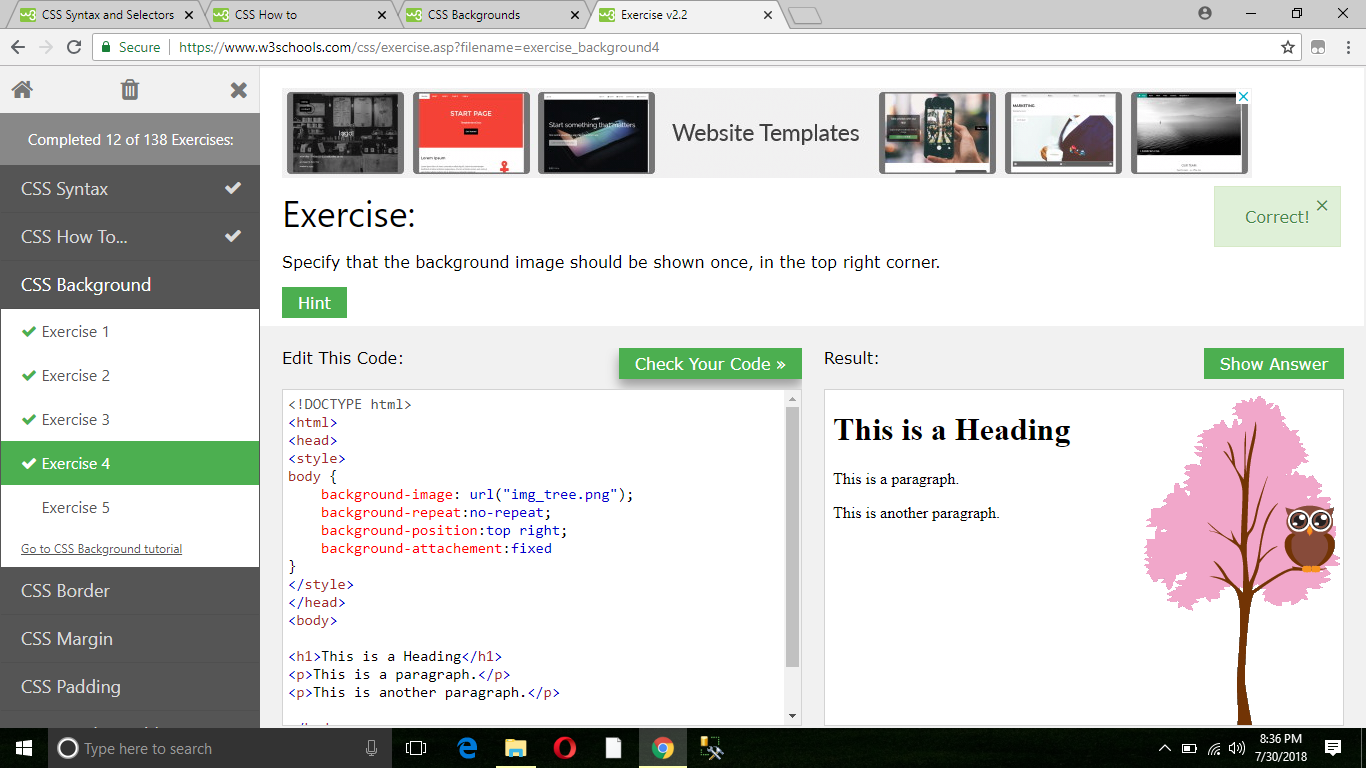 CSS Syntax and Selectors
CSS How to
CSS Backgrounds
Exercise v2.2
Secure
https://www.w3schools.com/css/exercise.asp?filename=exercise_background4
Completed 12 of 138 Exercises:
CSS Syntax
CSS How To...
CSS Background
Exercise 1
Exercise 2
Exercise 3
Exercise 4
Exercise 5
Go to CSS Background tutorial
CSS Border
CSS Margin
CSS Padding
START PAGE
Start something that matters
Website Templates
MARKETING
Exercise:
Correct!
Specify that the background image should be shown once, in the top right corner.
Hint
Edit This Code:
Check Your Code »
<!DOCTYPE html>
<html>
<head>
<style>
body {
background-image: url("img_tree.png");
background-repeat:no-repeat;
background-position:top right;
background-attachement:fixed
}
</style>
</head>
<body>
<h1>This is a Heading</h1>
<p>This is a paragraph.</p>
<p>This is another paragraph.</p>
Result:
Show Answer
This is a Heading
This is a paragraph.
This is another paragraph.
Type here to search
8:36 PM
7/30/2018